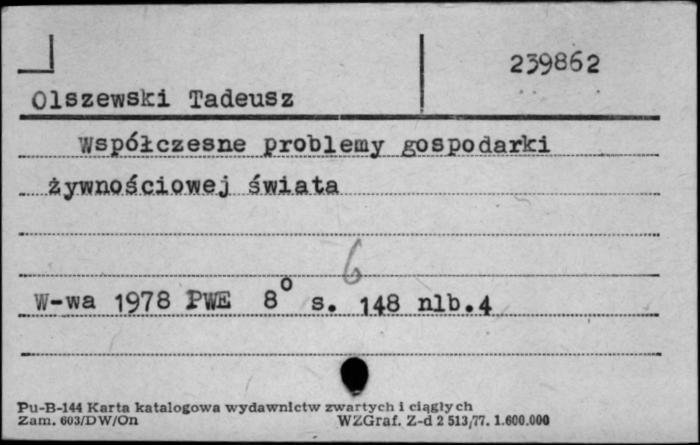 239862
Olszewski Tadeusz
Współczesne problemy gospodarki
żywnościowej świata
6
W-wa 1978 PWE 8° s. 148 nlb.4
Pu-B-144 Karta katalogowa wydawnictw zwartych i ciągłych
Zam. 603/DW/On WZGraf. Z-d 2 513/77. 1.600.000